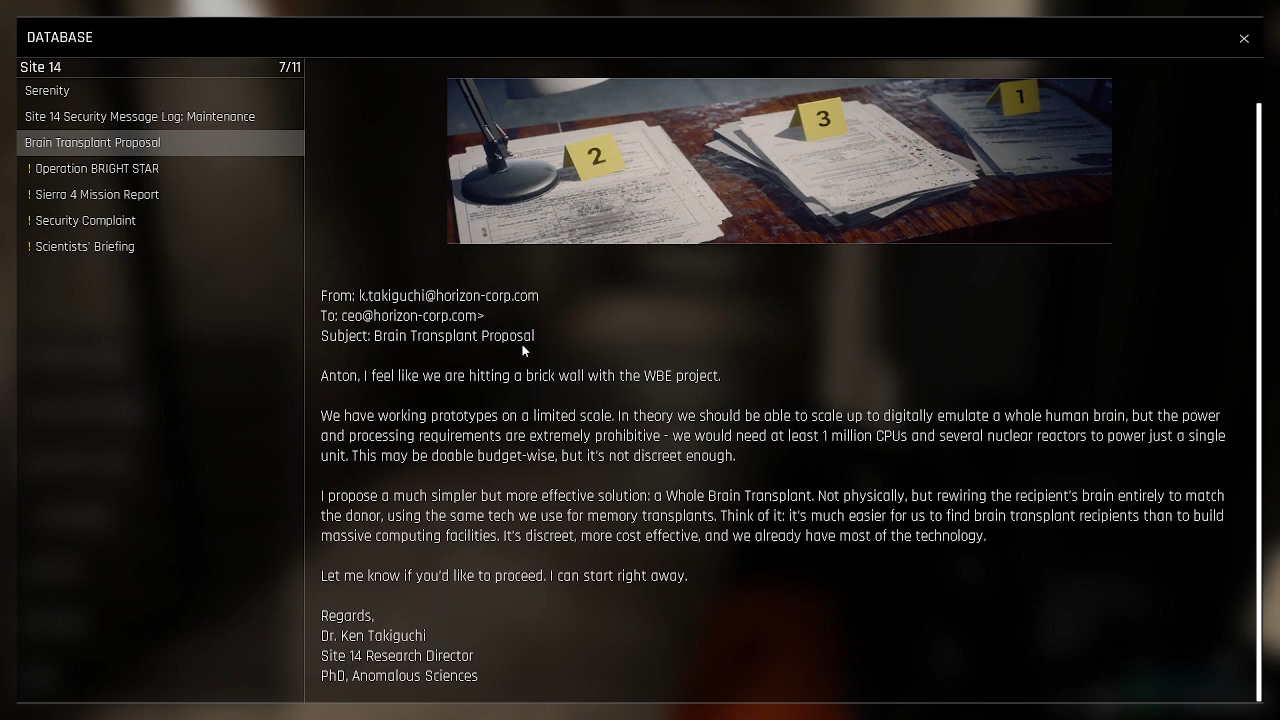 DATABASE
Site 14 7/11
Serenity
Site 14 Security Message Log: Maintenance
Brain Transplant Proposal
! Operation BRIGHT STAR
! Sierra 4 Mission Report
! Security Complaint
! Scientists' Briefing
2
3
1
From: k.takiguchi@horizon-corp.com
To: ceo@horizon-corp.com>
Subject: Brain Transplant Proposal
Anton, I feel like we are hitting a brick wall with the WBE project.
We have working prototypes on a limited scale. In theory we should be able to scale up to digitally emulate a whole human brain, but the power
and processing requirements are extremely prohibitive - we would need at least 1 million CPUs and several nuclear reactors to power just a single
unit. This may be doable budget-wise, but it's not discreet enough.
I propose a much simpler but more effective solution: a Whole Brain Transplant. Not physically, but rewiring the recipient's brain entirely to match
the donor, using the same tech we use for memory transplants. Think of it: it's much easier for us to find brain transplant recipients than to build
massive computing facilities. It's discreet, more cost effective, and we already have most of the technology.
Let me know if you'd like to proceed. I can start right away.
Regards,
Dr. Ken Takiguchi
Site 14 Research Director
PhD, Anomalous Sciences